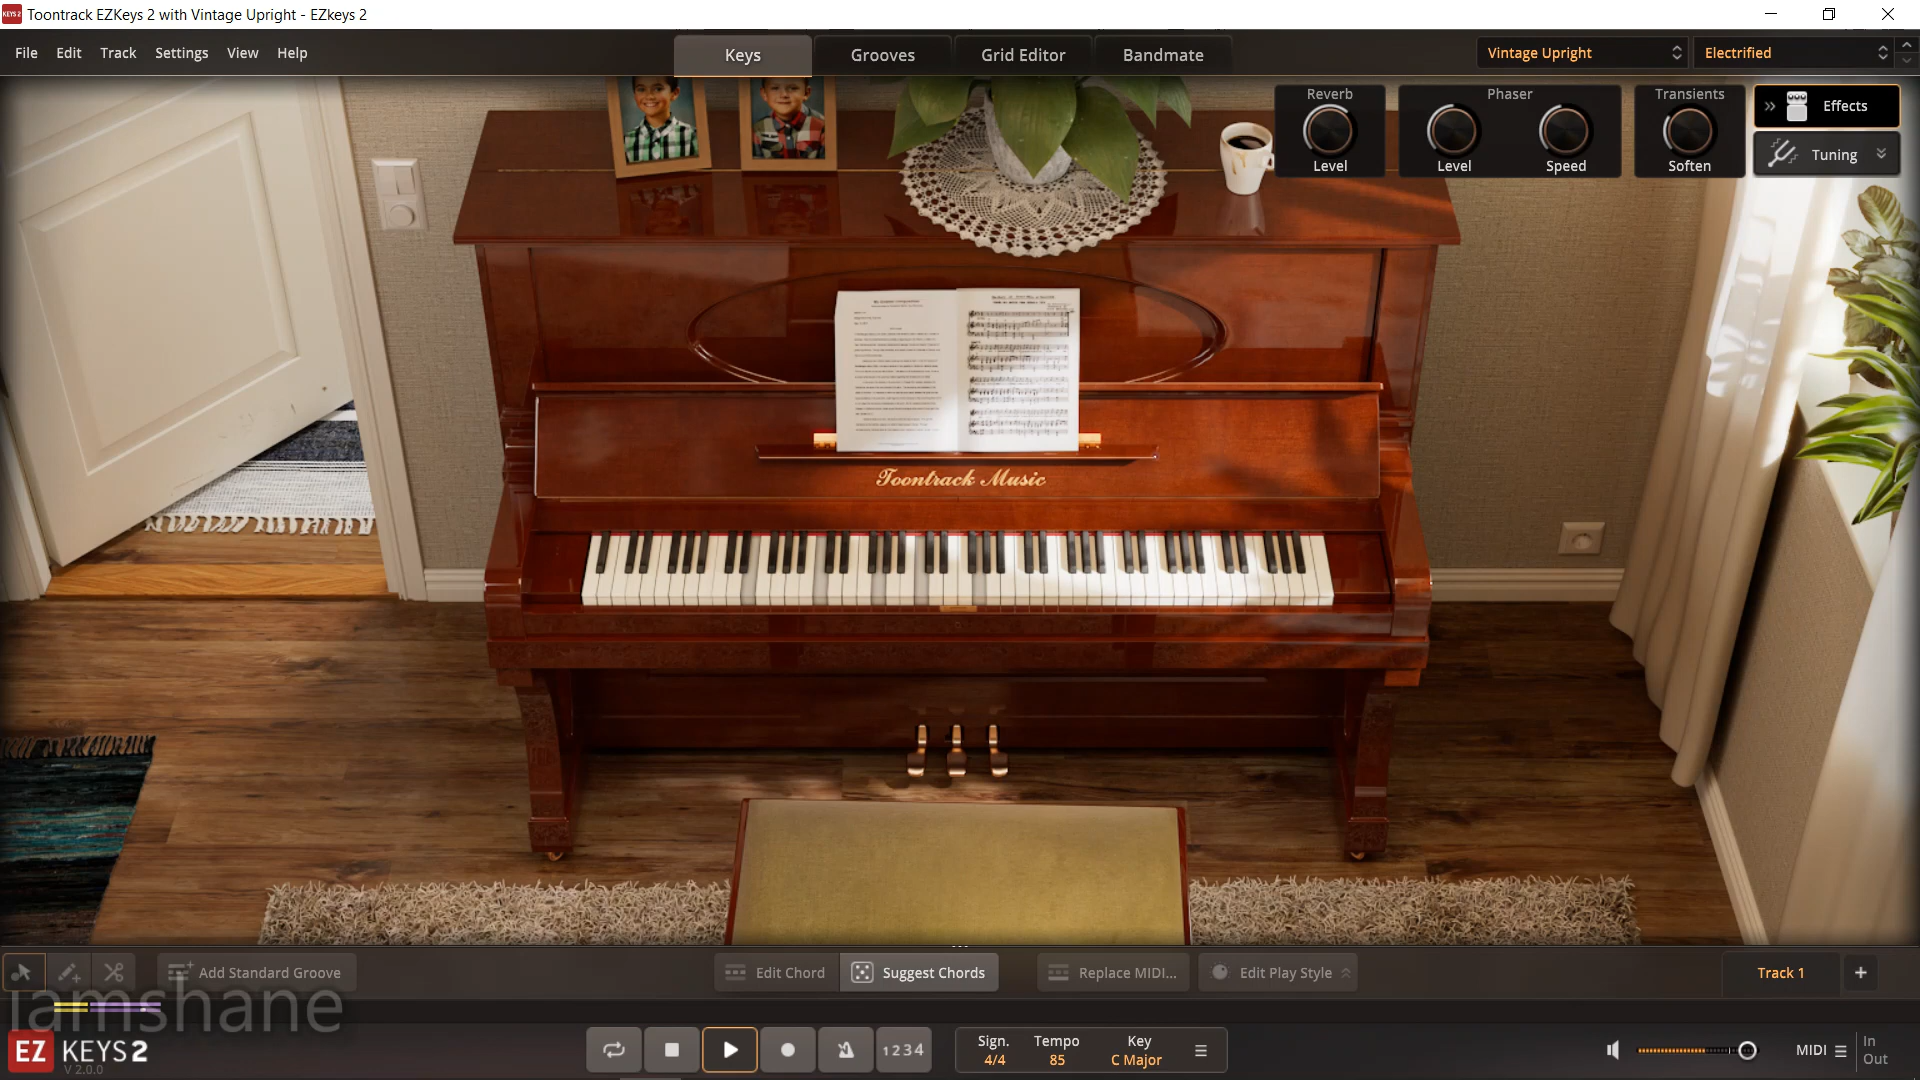 KEYS 2 Toontrack EZKeys 2 with Vintage Upright - EZkeys 2
File Edit Track Settings View Help
Keys Grooves Grid Editor Bandmate
Vintage Upright Electrified
Reverb Phaser Transients
Level Level Speed Soften
Effects
Tuning
Toontrack Music
Add Standard Groove
Edit Chord Suggest Chords Replace MIDI... Edit Play Style
Track 1 +
iamshane
EZ KEYS 2
V 2.0.0
1234
Sign. Tempo Key
4/4 85 C Major
MIDI In
Out